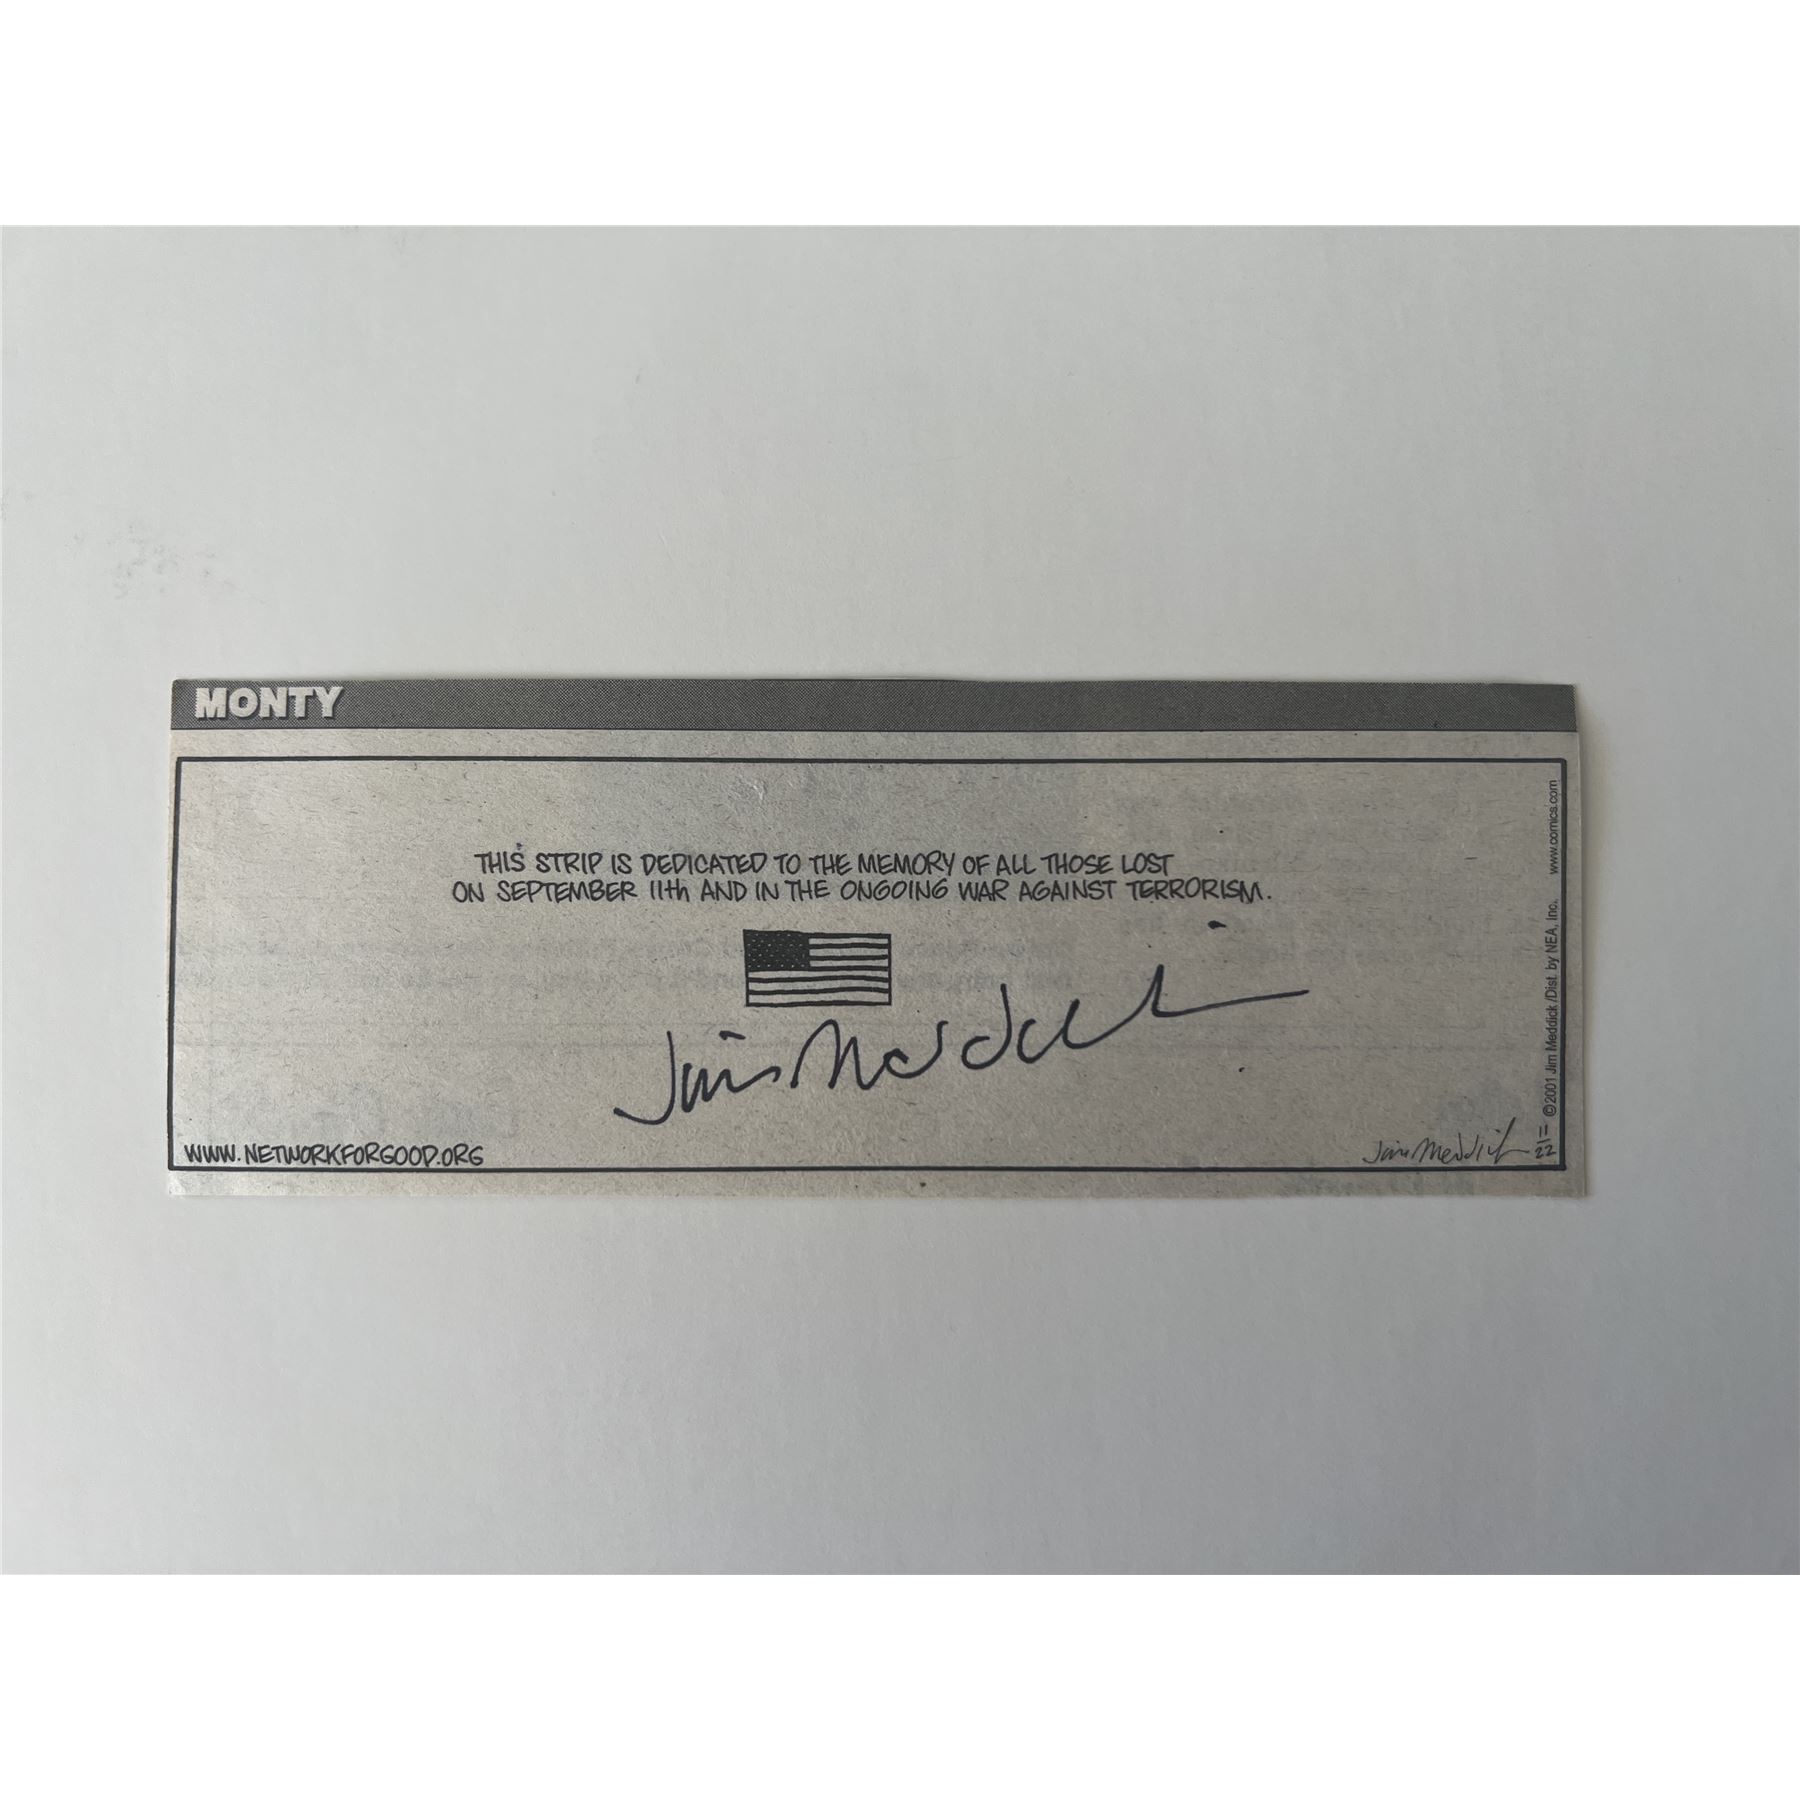 MONTY
THIS STRIP IS DEDICATED TO THE MEMORY OF ALL THOSE LOST
ON SEPTEMBER 11th AND IN THE ONGOING WAR AGAINST TERRORISM.
Jim Meddick
WWW.NETWORKFORGOOD.ORG
Jim Meddick
11
22
©2001 Jim Meddick /Dist. by NEA, Inc. www.comics.com